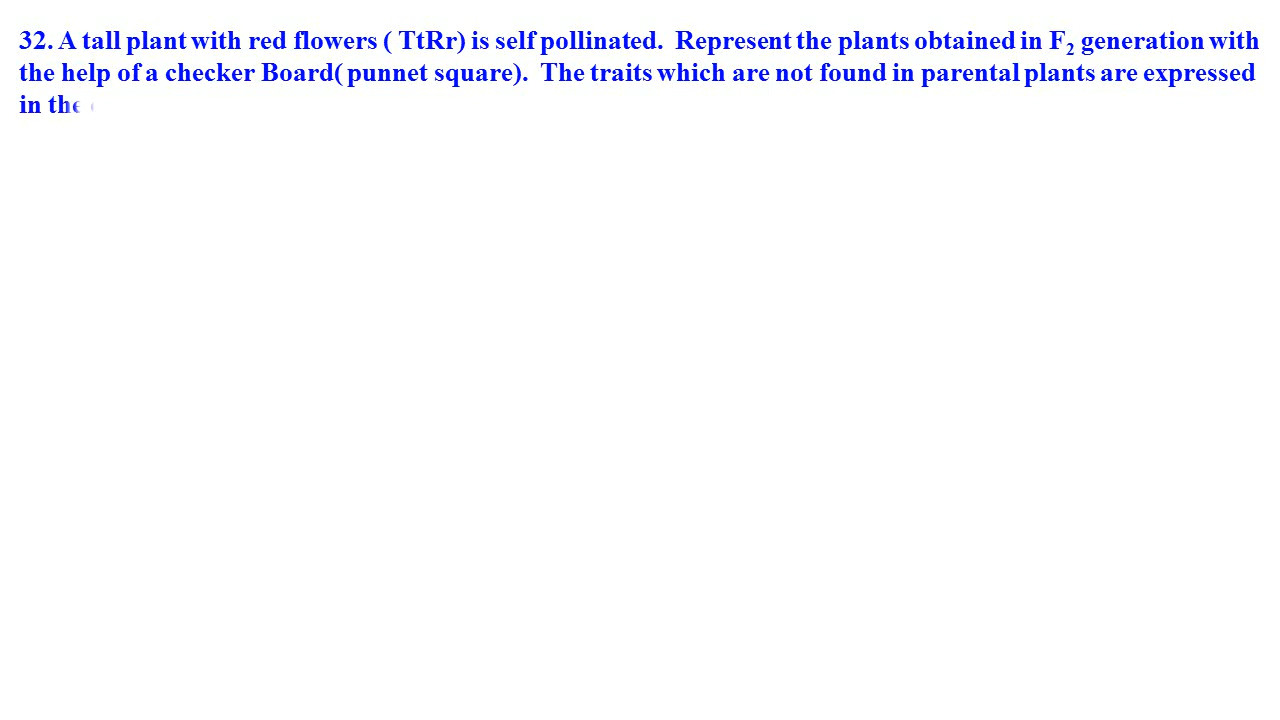 32. A tall plant with red flowers ( TtRr) is self pollinated.  Represent the plants obtained in F₂ generation with
the help of a checker Board( punnet square).  The traits which are not found in parental plants are expressed
in the